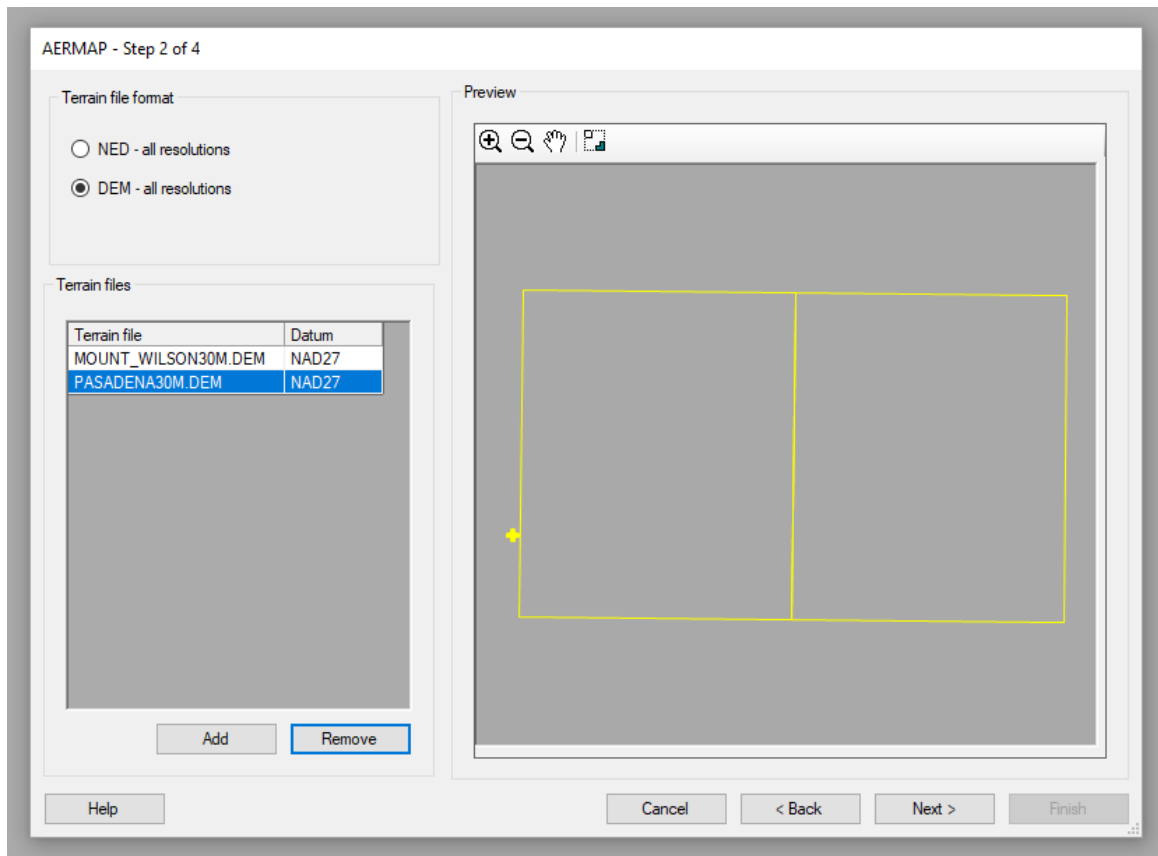 AERMAP - Step 2 of 4
Terrain file format
NED - all resolutions
DEM - all resolutions
Terrain files
Terrain file Datum
MOUNT_WILSON30M.DEM NAD27
PASADENA30M.DEM NAD27
Add Remove
Preview
Help Cancel < Back Next > Finish